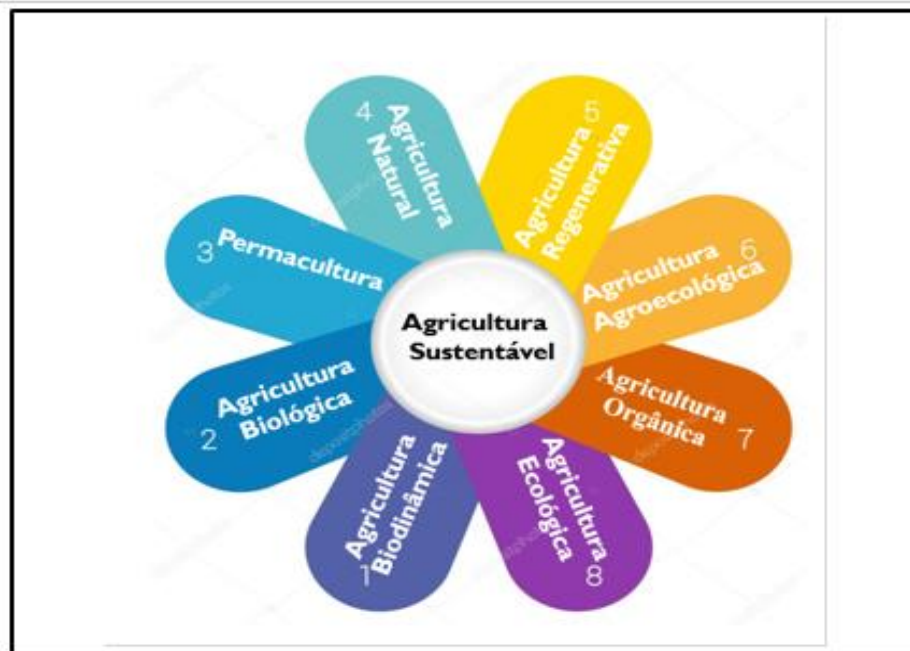 4
Agricultura
Natural
5
Agricultura
Regenerativa
3
Permacultura
6
Agricultura
Agroecológica
Agricultura
Sustentável
2
Agricultura
Biológica
7
Agricultura
Orgânica
1
Agricultura
Biodinâmica
8
Agricultura
Ecológica